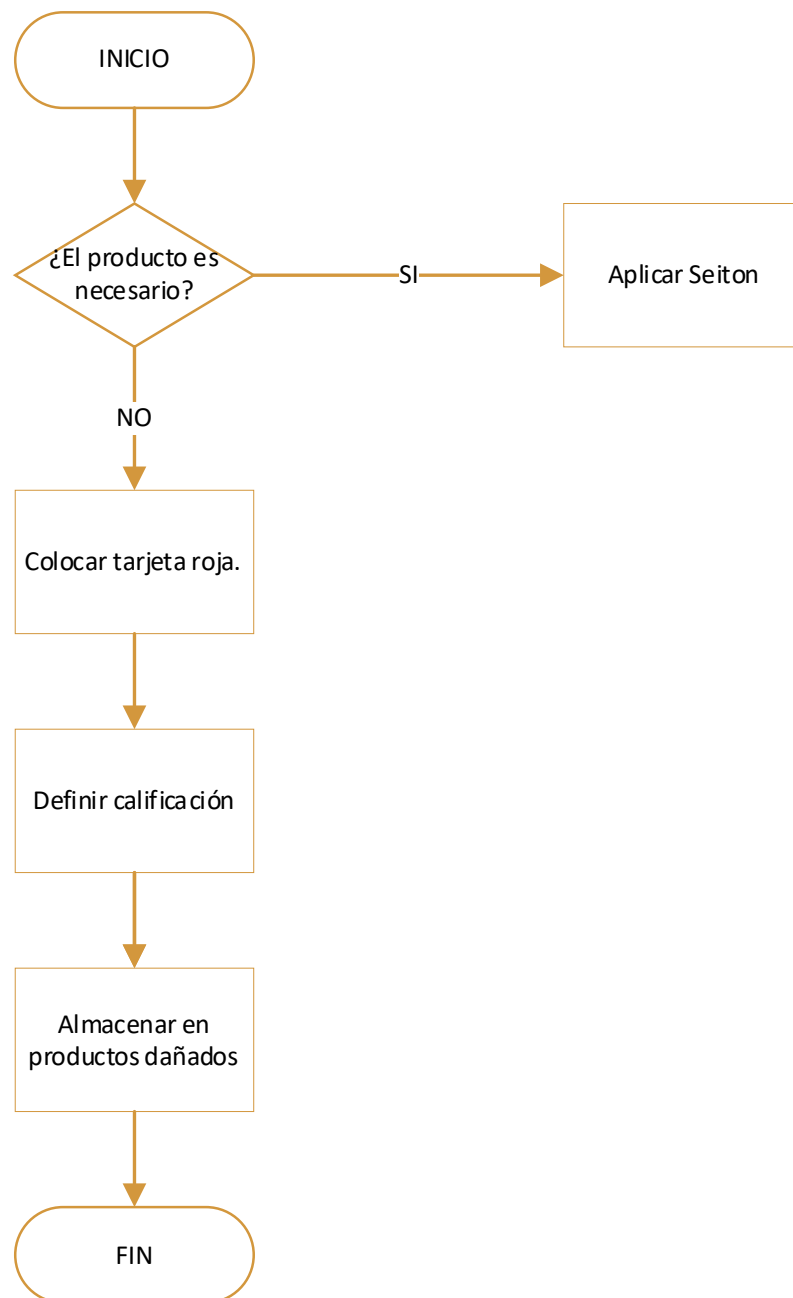 INICIO
¿El producto es
necesario?
SI
Aplicar Seiton
NO
Colocar tarjeta roja.
Definir calificación
Almacenar en
productos dañados
FIN